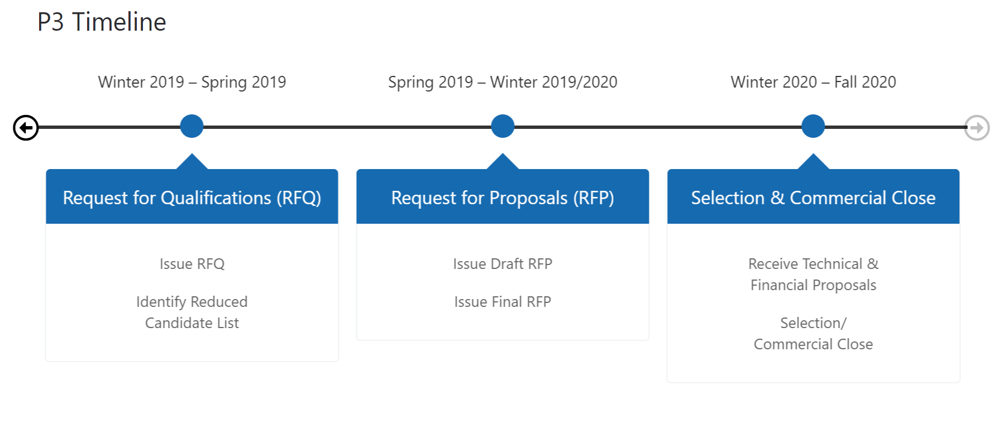 P3 Timeline
Winter 2019 – Spring 2019
Spring 2019 – Winter 2019/2020
Winter 2020 – Fall 2020
Request for Qualifications (RFQ)
Issue RFQ
Identify Reduced
Candidate List
Request for Proposals (RFP)
Issue Draft RFP
Issue Final RFP
Selection & Commercial Close
Receive Technical &
Financial Proposals
Selection/
Commercial Close